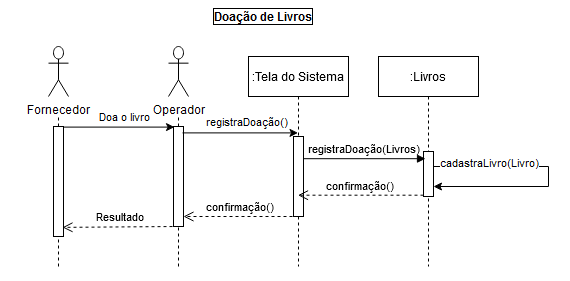 Doação de Livros
:Tela do Sistema
:Livros
Fornecedor
Operador
Doa o livro
registraDoação()
registraDoação(Livros)
cadastraLivro(Livro)
confirmação()
confirmação()
Resultado